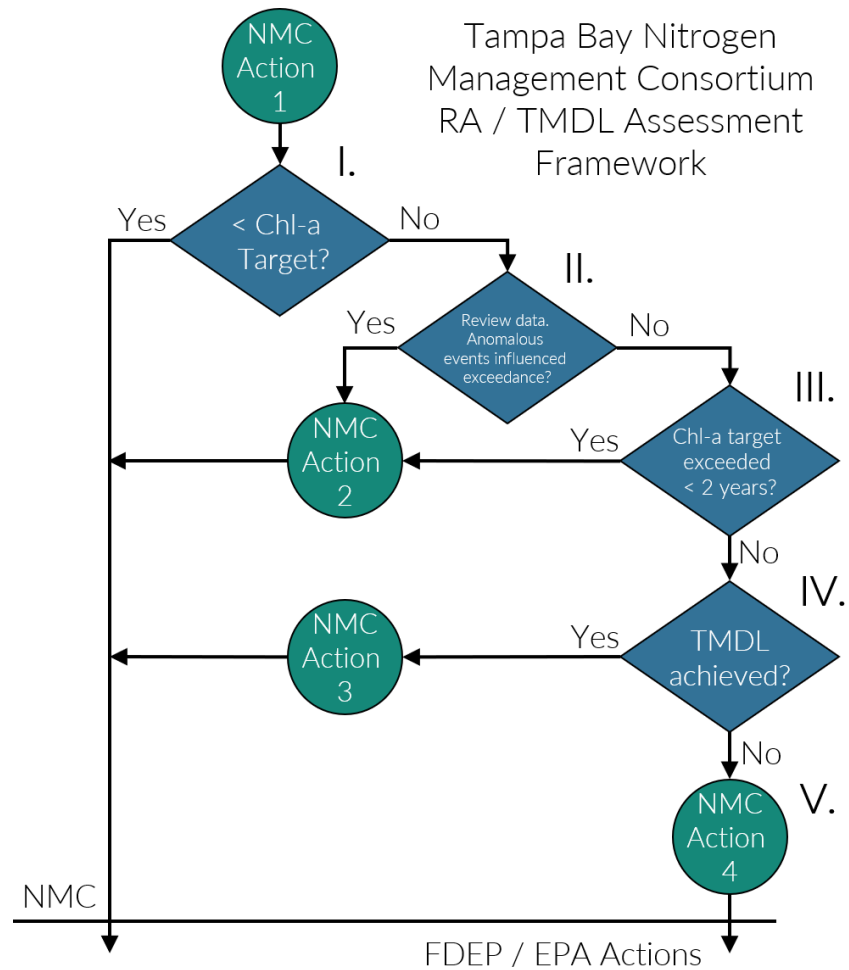 Tampa Bay Nitrogen
Management Consortium
RA / TMDL Assessment
Framework
NMC
Action
1
I.
Yes
< Chl-a
Target?
No
II.
Yes
Review data.
Anomalous
events influenced
exceedance?
No
III.
NMC
Action
2
Yes
Chl-a target
exceeded
< 2 years?
No
IV.
NMC
Action
3
Yes
TMDL
achieved?
No
V.
NMC
Action
4
NMC
FDEP / EPA Actions